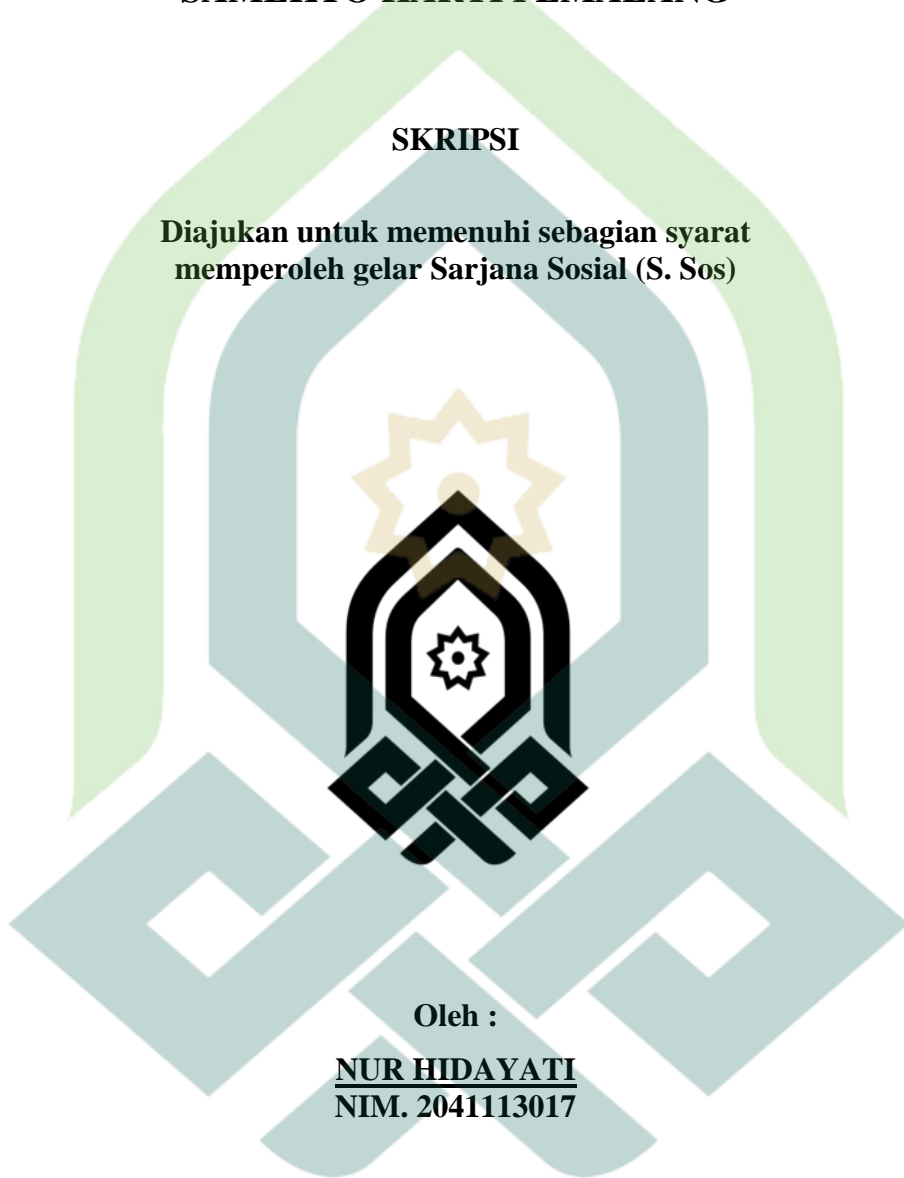 SKRIPSI
Diajukan untuk memenuhi sebagian syarat
memperoleh gelar Sarjana Sosial (S. Sos)
Oleh :
NUR HIDAYATI
NIM. 2041113017